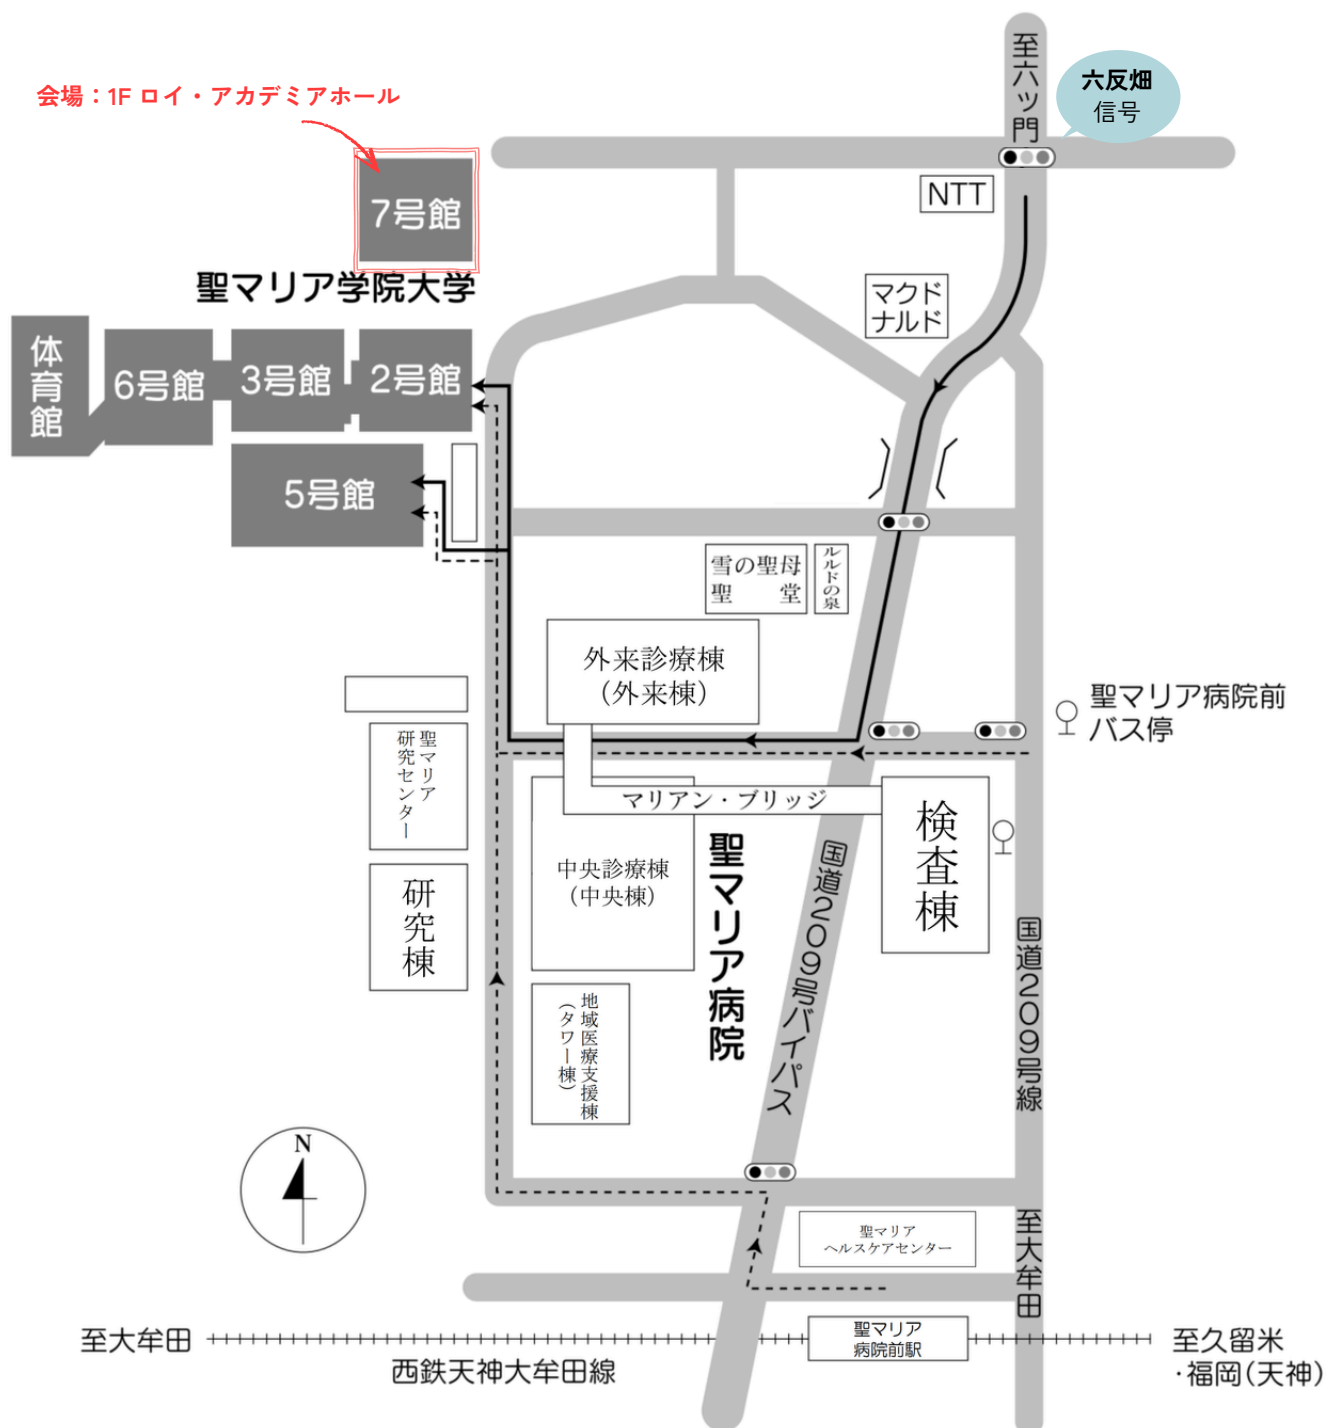 至六ツ門
六反畑
信号
会場：1F ロイ・アカデミアホール
NTT
7号館
聖マリア学院大学
マクド
ナルド
体育館
6号館
3号館
2号館
5号館
雪の聖母
聖　堂
ルルドの泉
外来診療棟
（外来棟）
聖マリア病院前
バス停
聖マリア
研究センター
マリアン・ブリッジ
検査棟
中央診療棟
（中央棟）
聖マリア病院
国道209号バイパス
研究棟
国道209号線
地域医療支援棟
（タワー棟）
N
聖マリア
ヘルスケアセンター
至大牟田
聖マリア
病院前駅
至大牟田
西鉄天神大牟田線
至久留米
・福岡（天神）